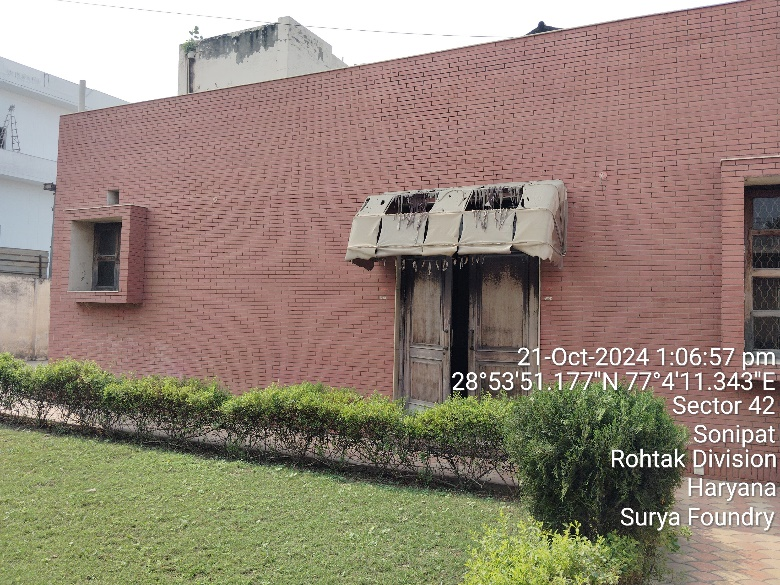 21-Oct-2024 1:06:57 pm
28°53'51.177"N 77°4'11.343"E
Sector 42
Sonipat
Rohtak Division
Haryana
Surya Foundry